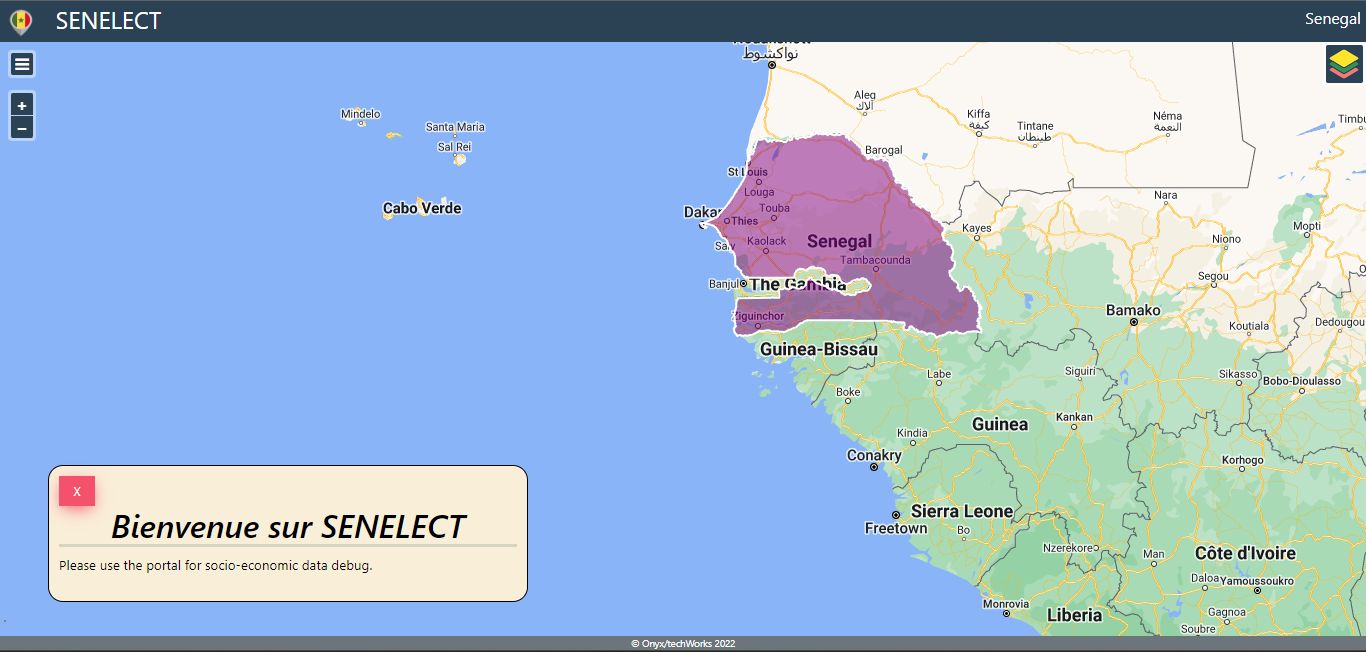 SENELECT
Senegal
نواكشوط
+
−
Mindelo
Santa Maria
Sal Rei
Cabo Verde
Aleg
ألاك
Kiffa
كيفة
Tintane
طينطان
Néma
النعمة
Timbu
Barogal
St Louis
Louga
Touba
Dakar
Thies
Kaolack
Senegal
Tambacounda
Banjul
The Gambia
Ziguinchor
Guinea-Bissau
Kayes
Nara
Niono
Mopti
Segou
Bamako
Koutiala
Dedougou
Siguiri
Sikasso
Bobo-Dioulasso
Labe
Boke
Guinea
Kankan
Kindia
Conakry
Korhogo
Sierra Leone
Freetown
Bo
Nzerekore
Man
Côte d'Ivoire
Daloa
Yamoussoukro
Monrovia
Liberia
Gagnoa
Soubre
X
Bienvenue sur SENELECT
Please use the portal for socio-economic data debug.
© Onyx/techWorks 2022